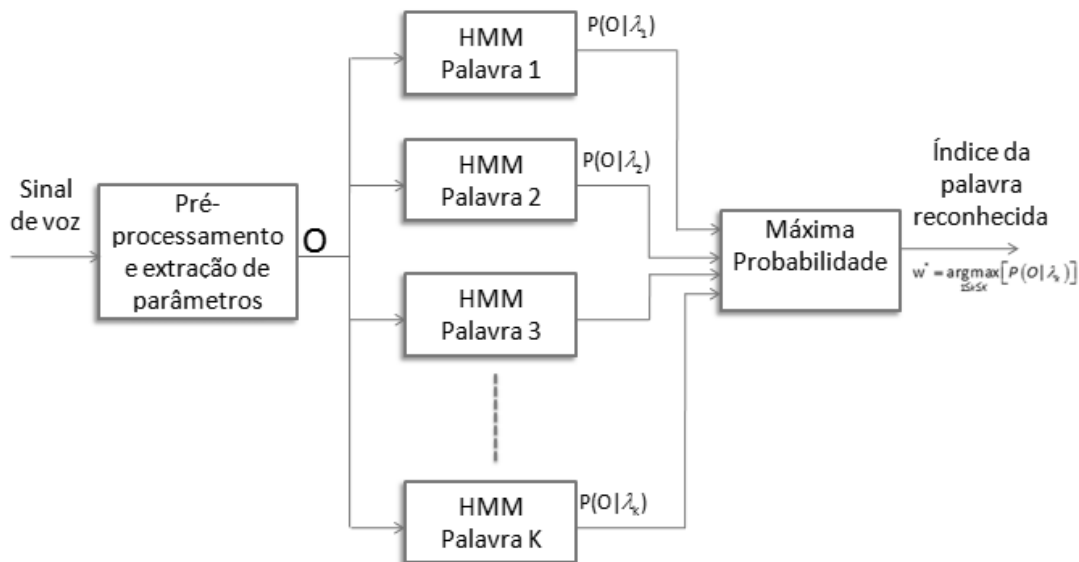 Sinal
de voz
Pré-
processamento
e extração de
parâmetros
O
HMM
Palavra 1
P(O|λ₁)
HMM
Palavra 2
P(O|λ₂)
HMM
Palavra 3
HMM
Palavra K
P(O|λₖ)
Máxima
Probabilidade
Índice da
palavra
reconhecida
w* = argmax[P(O|λₖ)]
1≤k≤K